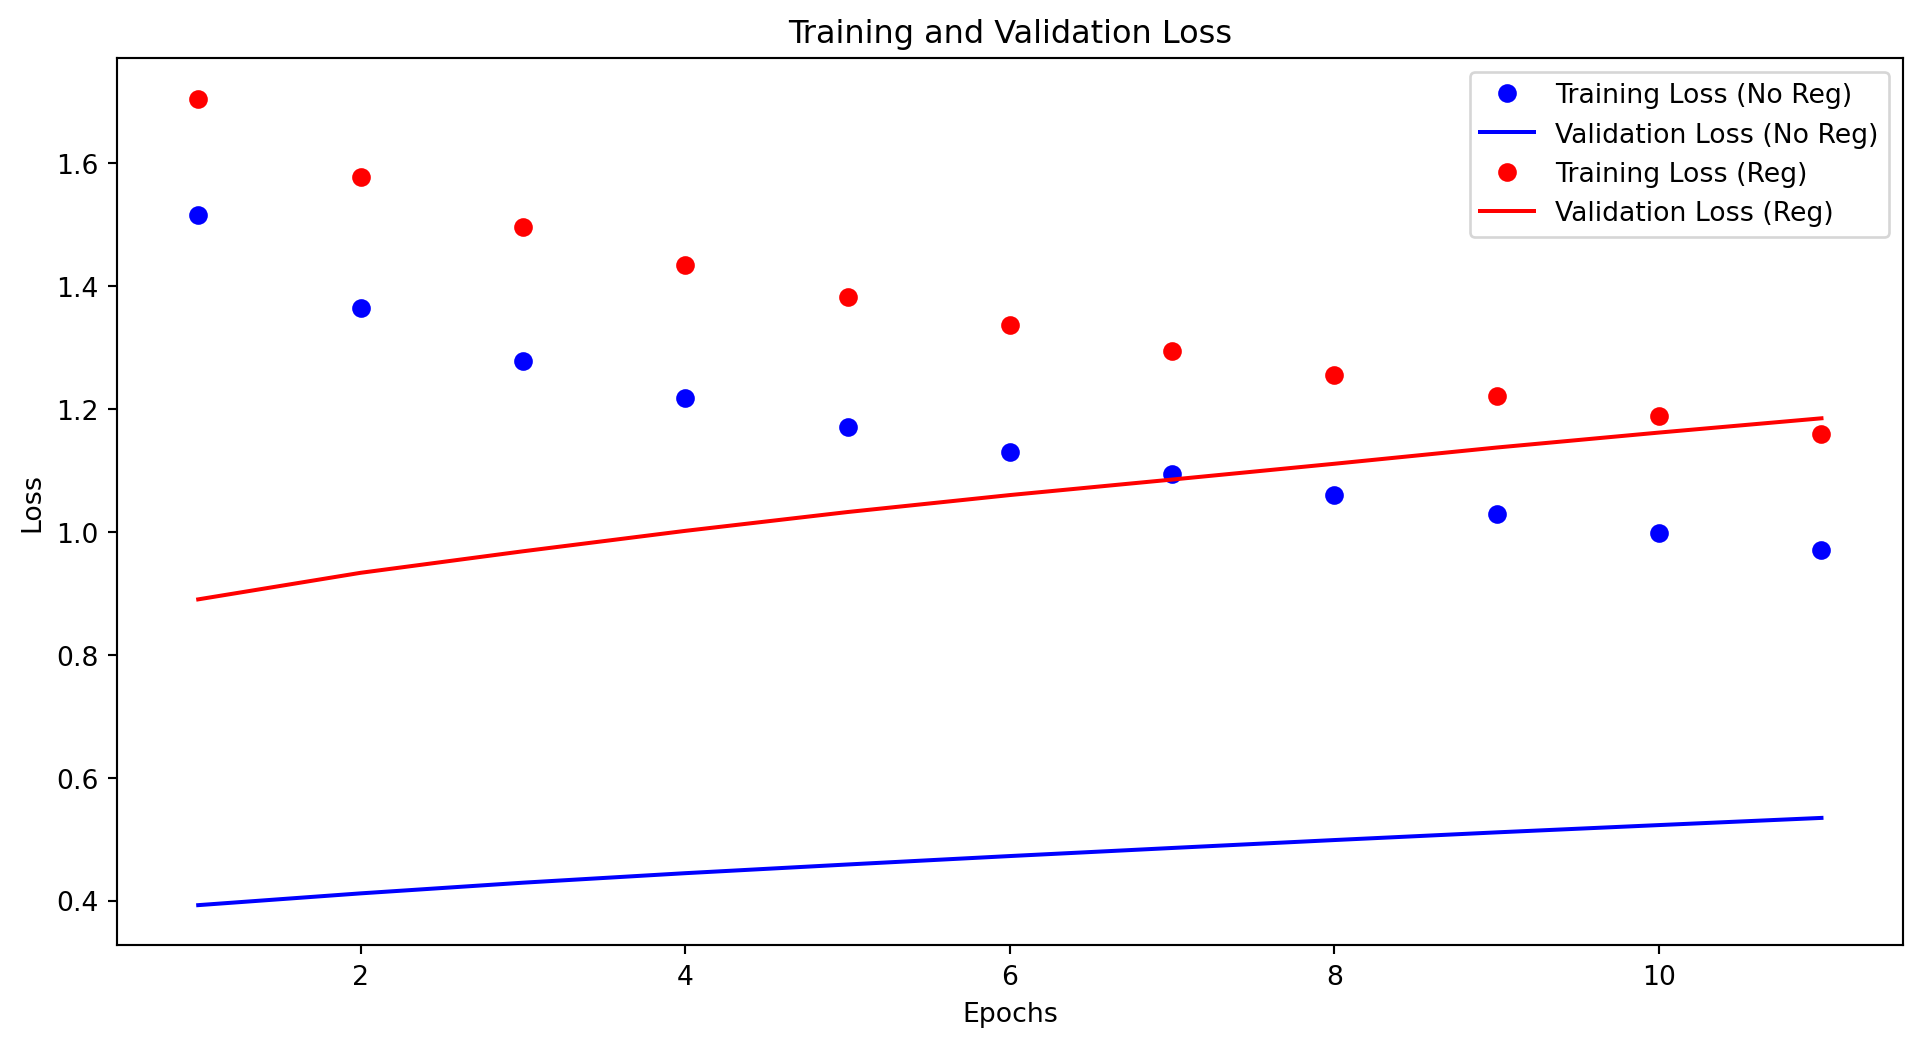 Training and Validation Loss
Training Loss (No Reg)
Validation Loss (No Reg)
Training Loss (Reg)
Validation Loss (Reg)
Loss
1.6
1.4
1.2
1.0
0.8
0.6
0.4
2 4 6 8 10
Epochs